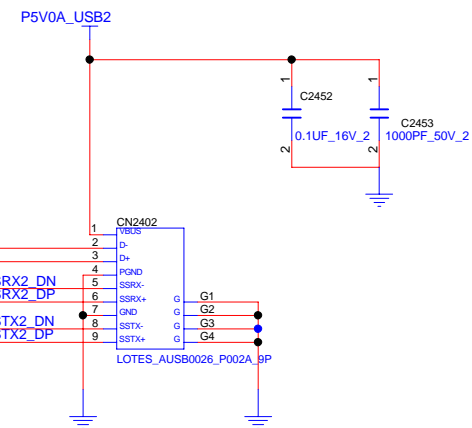 P5V0A_USB2
1 1
C2452
C2453
0.1UF_16V_2 1000PF_50V_2
2 2
CN2402
1 VBUS
2 D-
3 D+
4 PGND
SRX2_DN 5 SSRX-
SRX2_DP 6 SSRX+ G G1
7 GND G G2
STX2_DN 8 SSTX- G G3
STX2_DP 9 SSTX+ G G4
LOTES_AUSB0026_P002A_9P